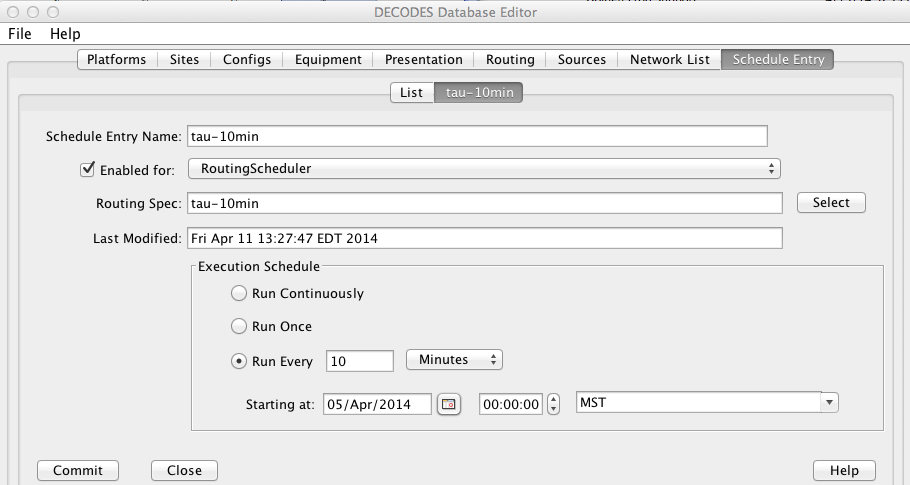 DECODES Database Editor
File Help
Platforms Sites Configs Equipment Presentation Routing Sources Network List Schedule Entry
List tau-10min
Schedule Entry Name: tau-10min
Enabled for: RoutingScheduler
Routing Spec: tau-10min Select
Last Modified: Fri Apr 11 13:27:47 EDT 2014
Execution Schedule
Run Continuously
Run Once
Run Every 10 Minutes
Starting at: 05/Apr/2014 00:00:00 MST
Commit Close Help